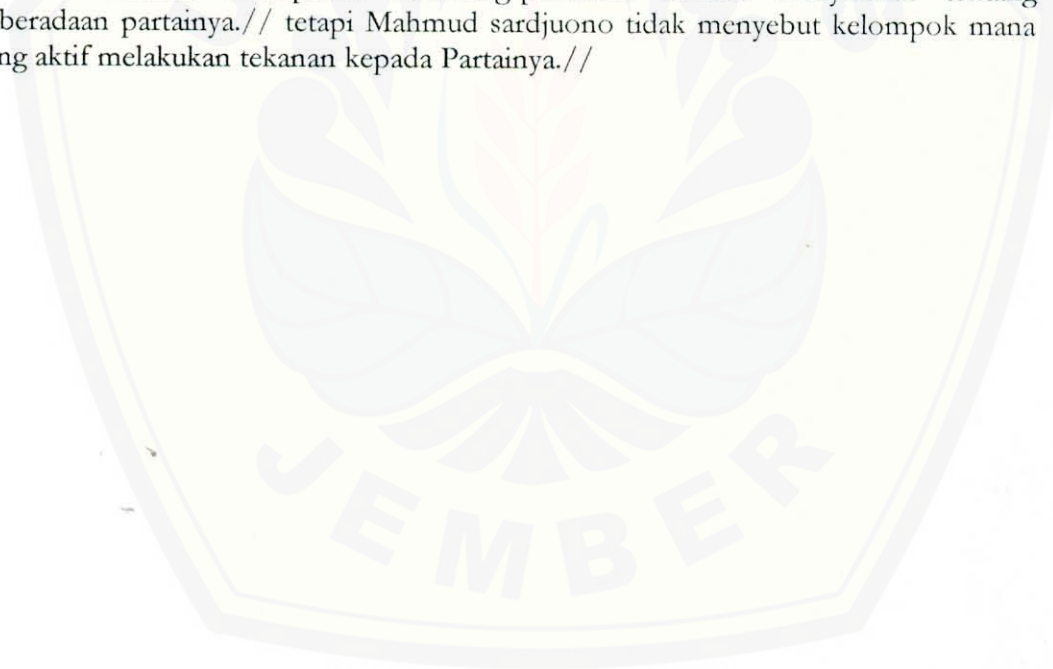 beradaan partainya.// tetapi Mahmud sardjuono tidak menyebut kelompok mana
ng aktif melakukan tekanan kepada Partainya.//
JEMBER